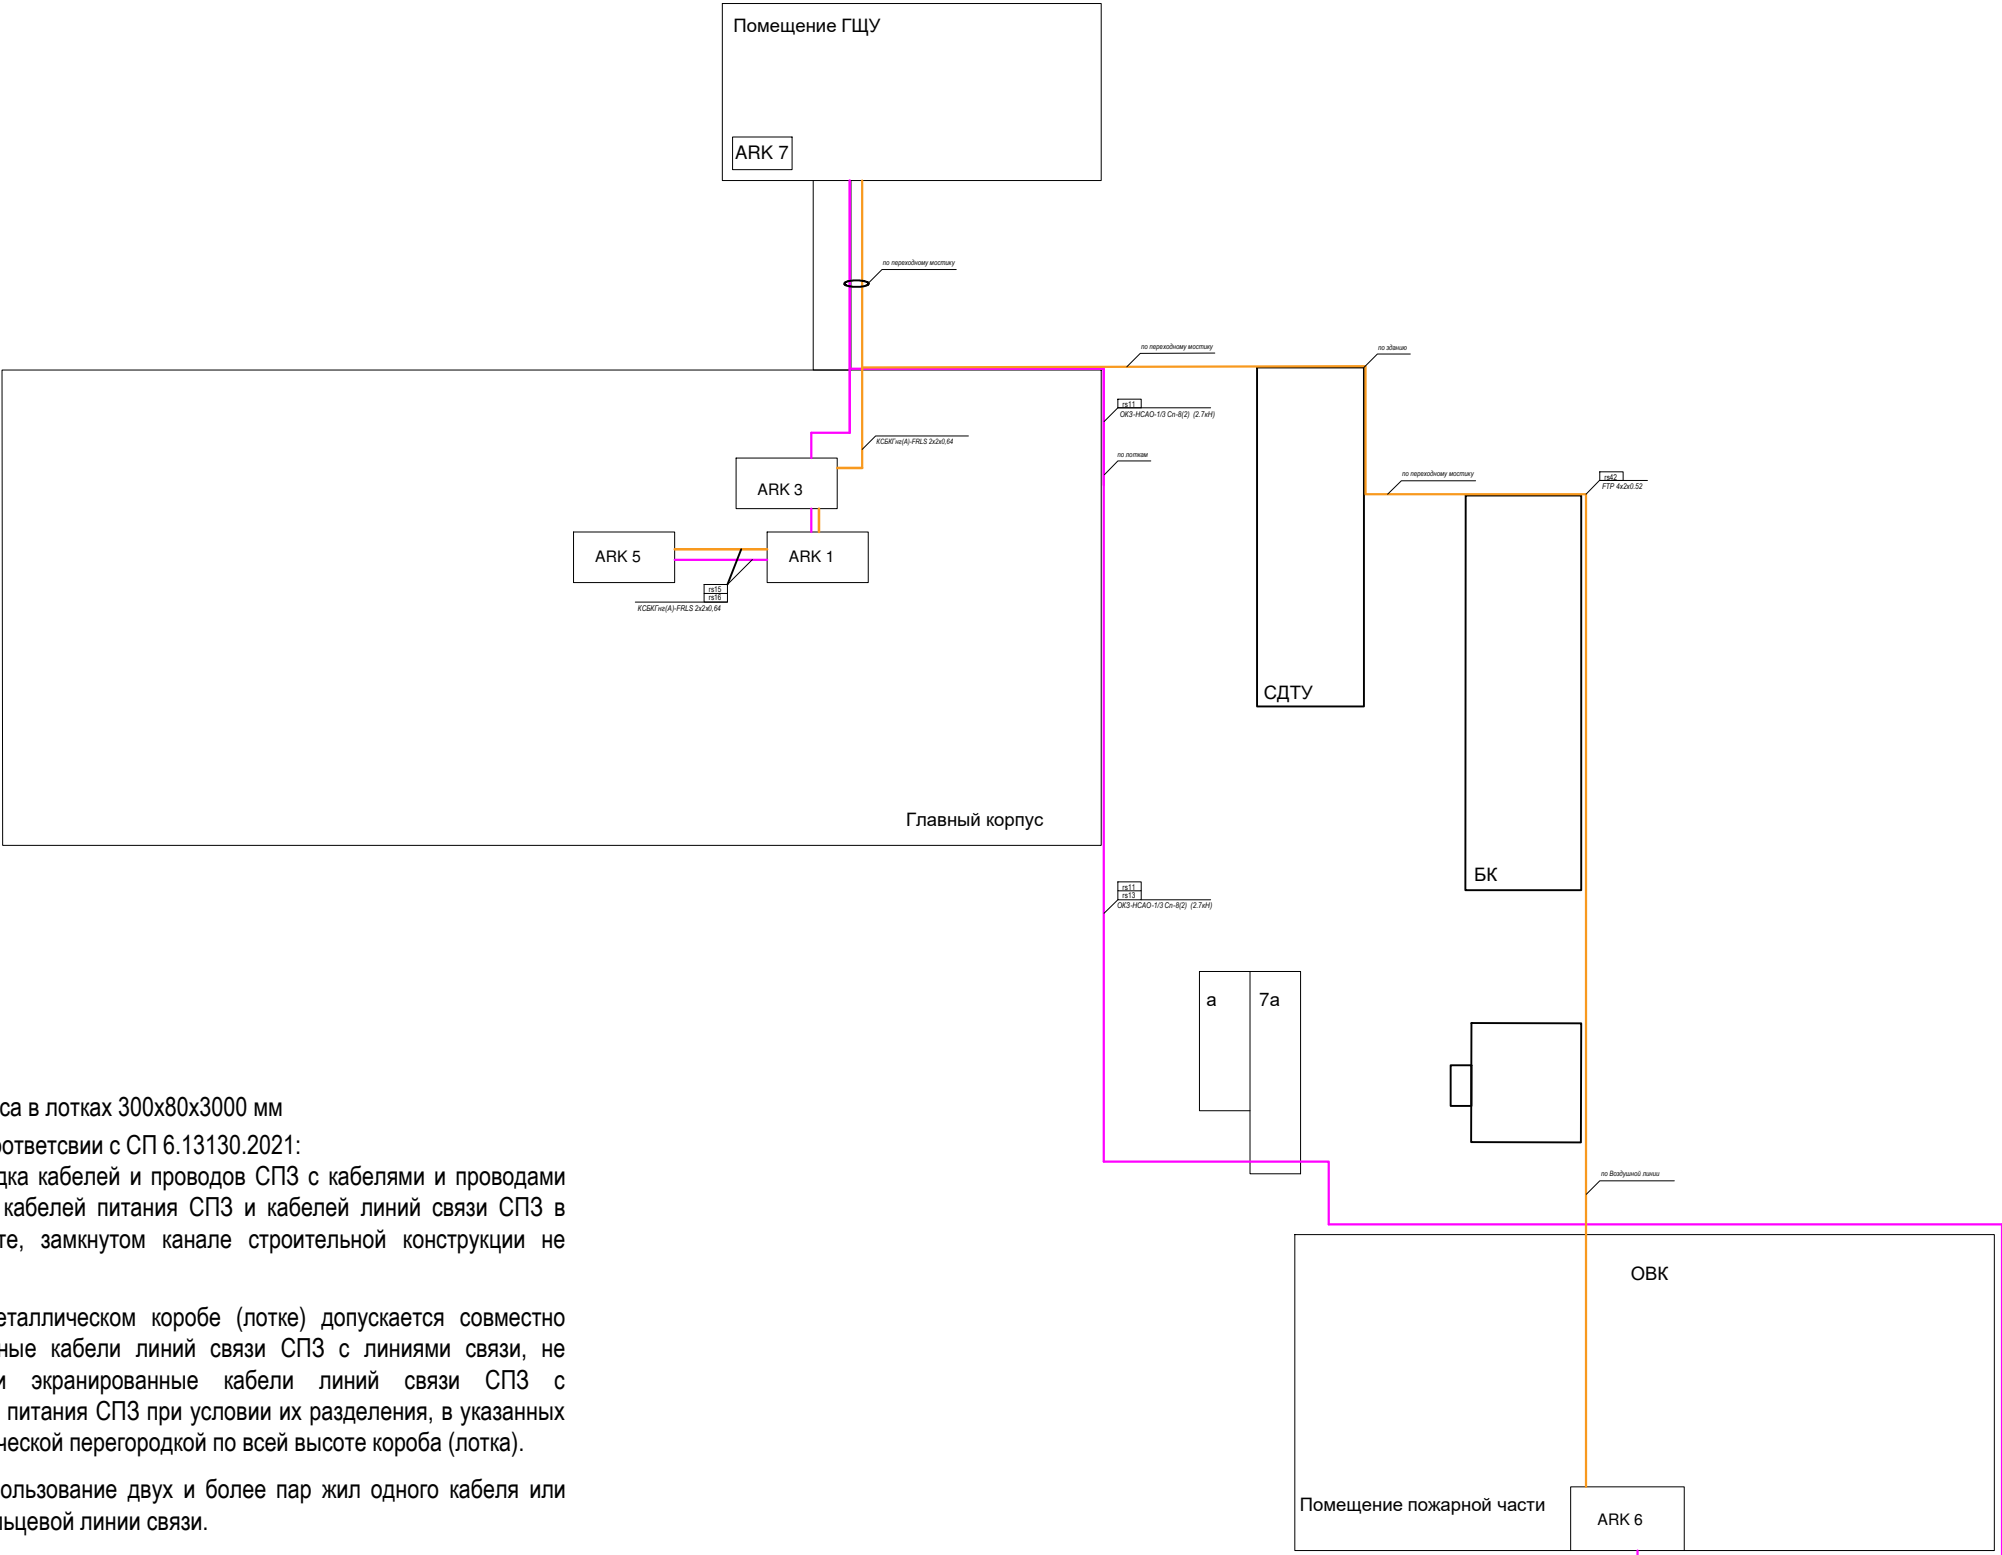 Помещение ГЩУ
ARK 7
по переходному мостику
по переходному мостику
по зданию
rs11
ОКЗ-НСАО-1/3 Сп-8(2) (2.7кН)
КСБКГнг(А)-FRLS 2x2x0,64
по лоткам
по переходному мостику
rs42
FTP 4x2x0.52
ARK 3
ARK 5
ARK 1
rs15
rs16
КСБКГнг(А)-FRLS 2x2x0,64
СДТУ
Главный корпус
БК
rs11
rs13
ОКЗ-НСАО-1/3 Сп-8(2) (2.7кН)
а
7а
са в лотках 300х80х3000 мм
ответсвии с СП 6.13130.2021:
дка кабелей и проводов СПЗ с кабелями и проводами
кабелей питания СПЗ и кабелей линий связи СПЗ в
те, замкнутом канале строительной конструкции не
по Воздушной линии
ОВК
еталлическом коробе (лотке) допускается совместно
ные кабели линий связи СПЗ с линиями связи, не
и экранированные кабели линий связи СПЗ с
питания СПЗ при условии их разделения, в указанных
ческой перегородкой по всей высоте короба (лотка).
ользование двух и более пар жил одного кабеля или
льцевой линии связи.
Помещение пожарной части
ARK 6